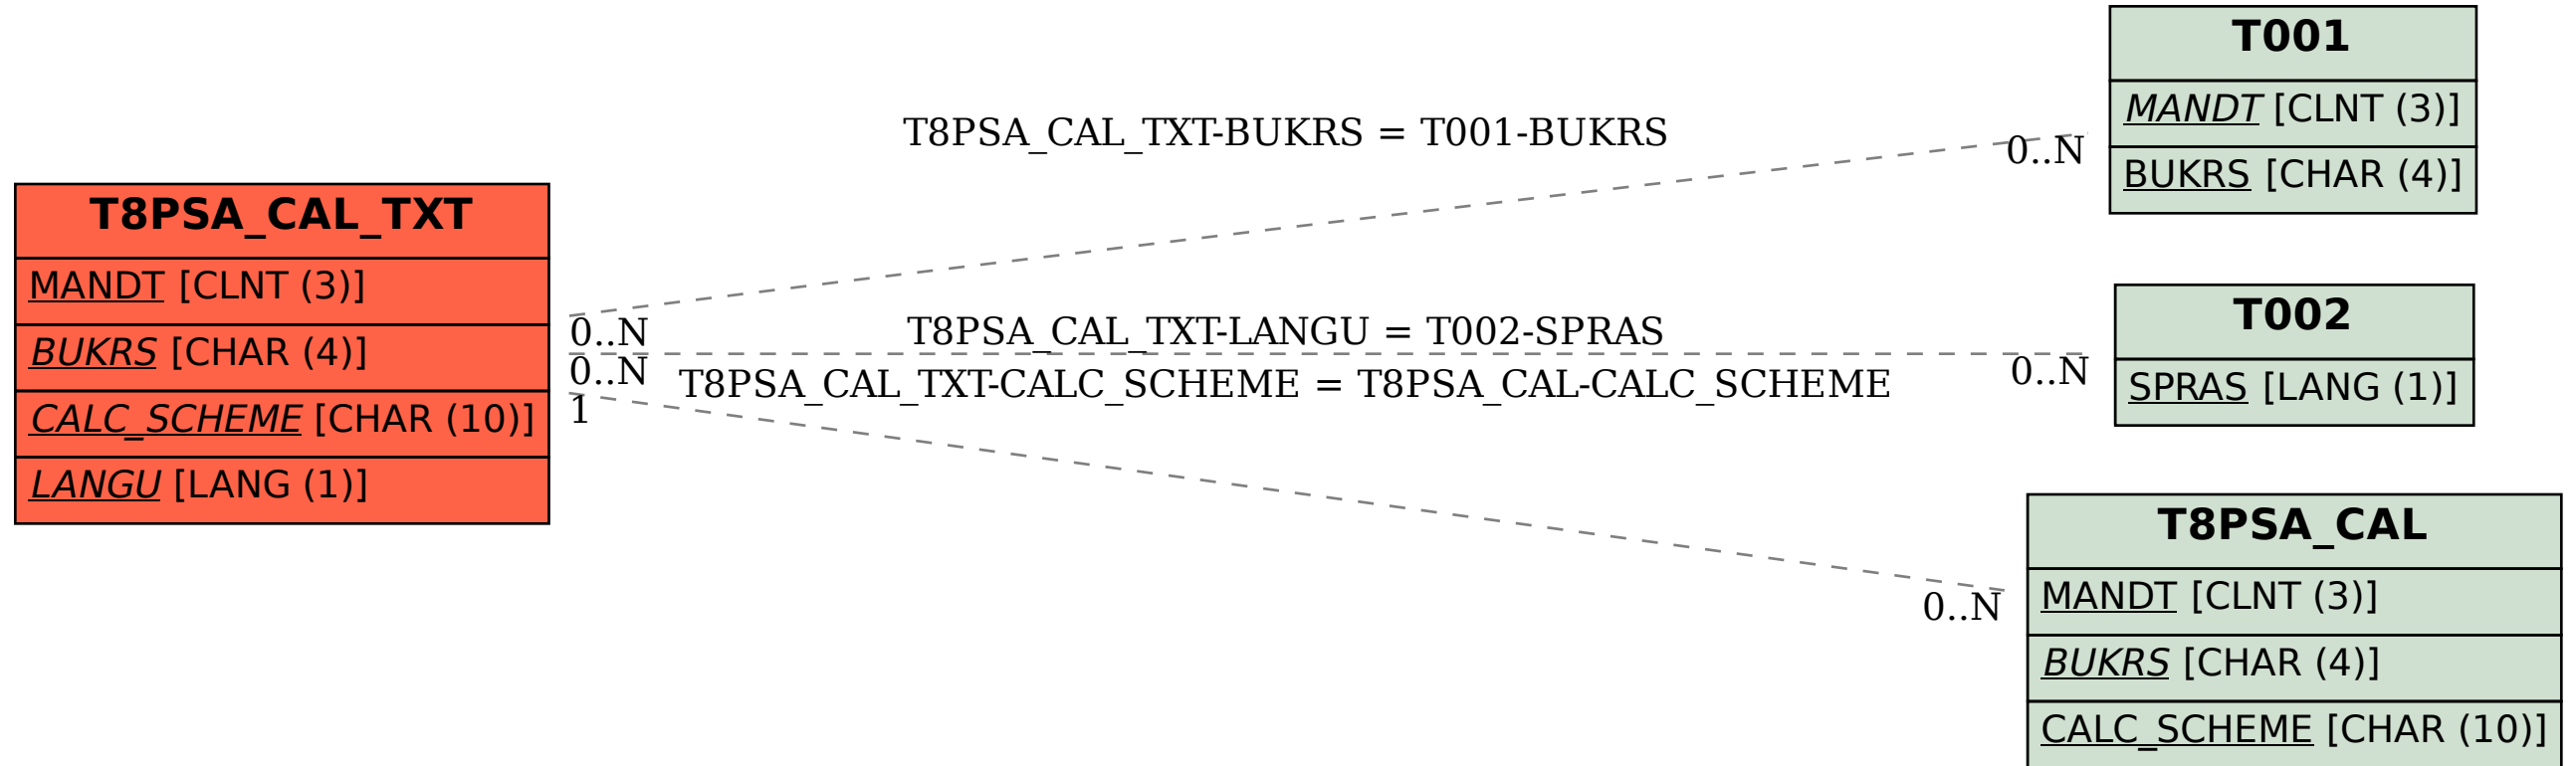 T8PSA_CAL_TXT
MANDT [CLNT (3)]
BUKRS [CHAR (4)]
CALC_SCHEME [CHAR (10)]
LANGU [LANG (1)]
T8PSA_CAL_TXT-BUKRS = T001-BUKRS
0..N
0..N
T8PSA_CAL_TXT-LANGU = T002-SPRAS
0..N
0..N
T8PSA_CAL_TXT-CALC_SCHEME = T8PSA_CAL-CALC_SCHEME
1
0..N
T001
MANDT [CLNT (3)]
BUKRS [CHAR (4)]
T002
SPRAS [LANG (1)]
T8PSA_CAL
MANDT [CLNT (3)]
BUKRS [CHAR (4)]
CALC_SCHEME [CHAR (10)]